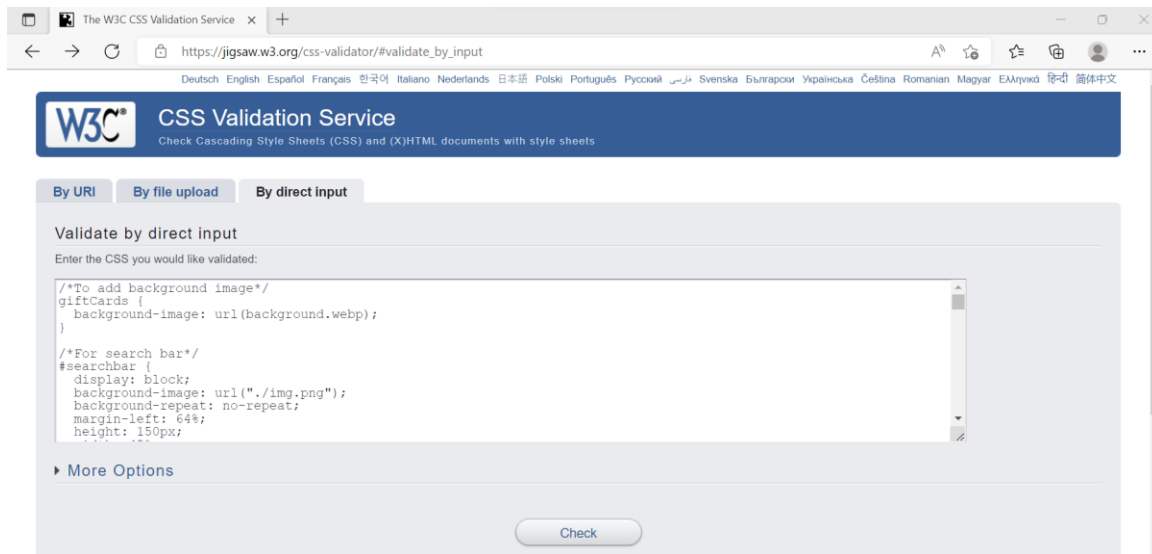 The W3C CSS Validation Service
https://jigsaw.w3.org/css-validator/#validate_by_input
Deutsch English Español Français 한국어 Italiano Nederlands 日本語 Polski Português Русский فارسی Svenska Български Українська Čeština Romanian Magyar Ελληνικά हिन्दी 简体中文
W3C® CSS Validation Service
Check Cascading Style Sheets (CSS) and (X)HTML documents with style sheets
By URI By file upload By direct input
Validate by direct input
Enter the CSS you would like validated:
/*To add background image*/
giftCards {
background-image: url(background.webp);
}
/*For search bar*/
#searchbar {
display: block;
background-image: url("./img.png");
background-repeat: no-repeat;
margin-left: 64%;
height: 150px;
More Options
Check